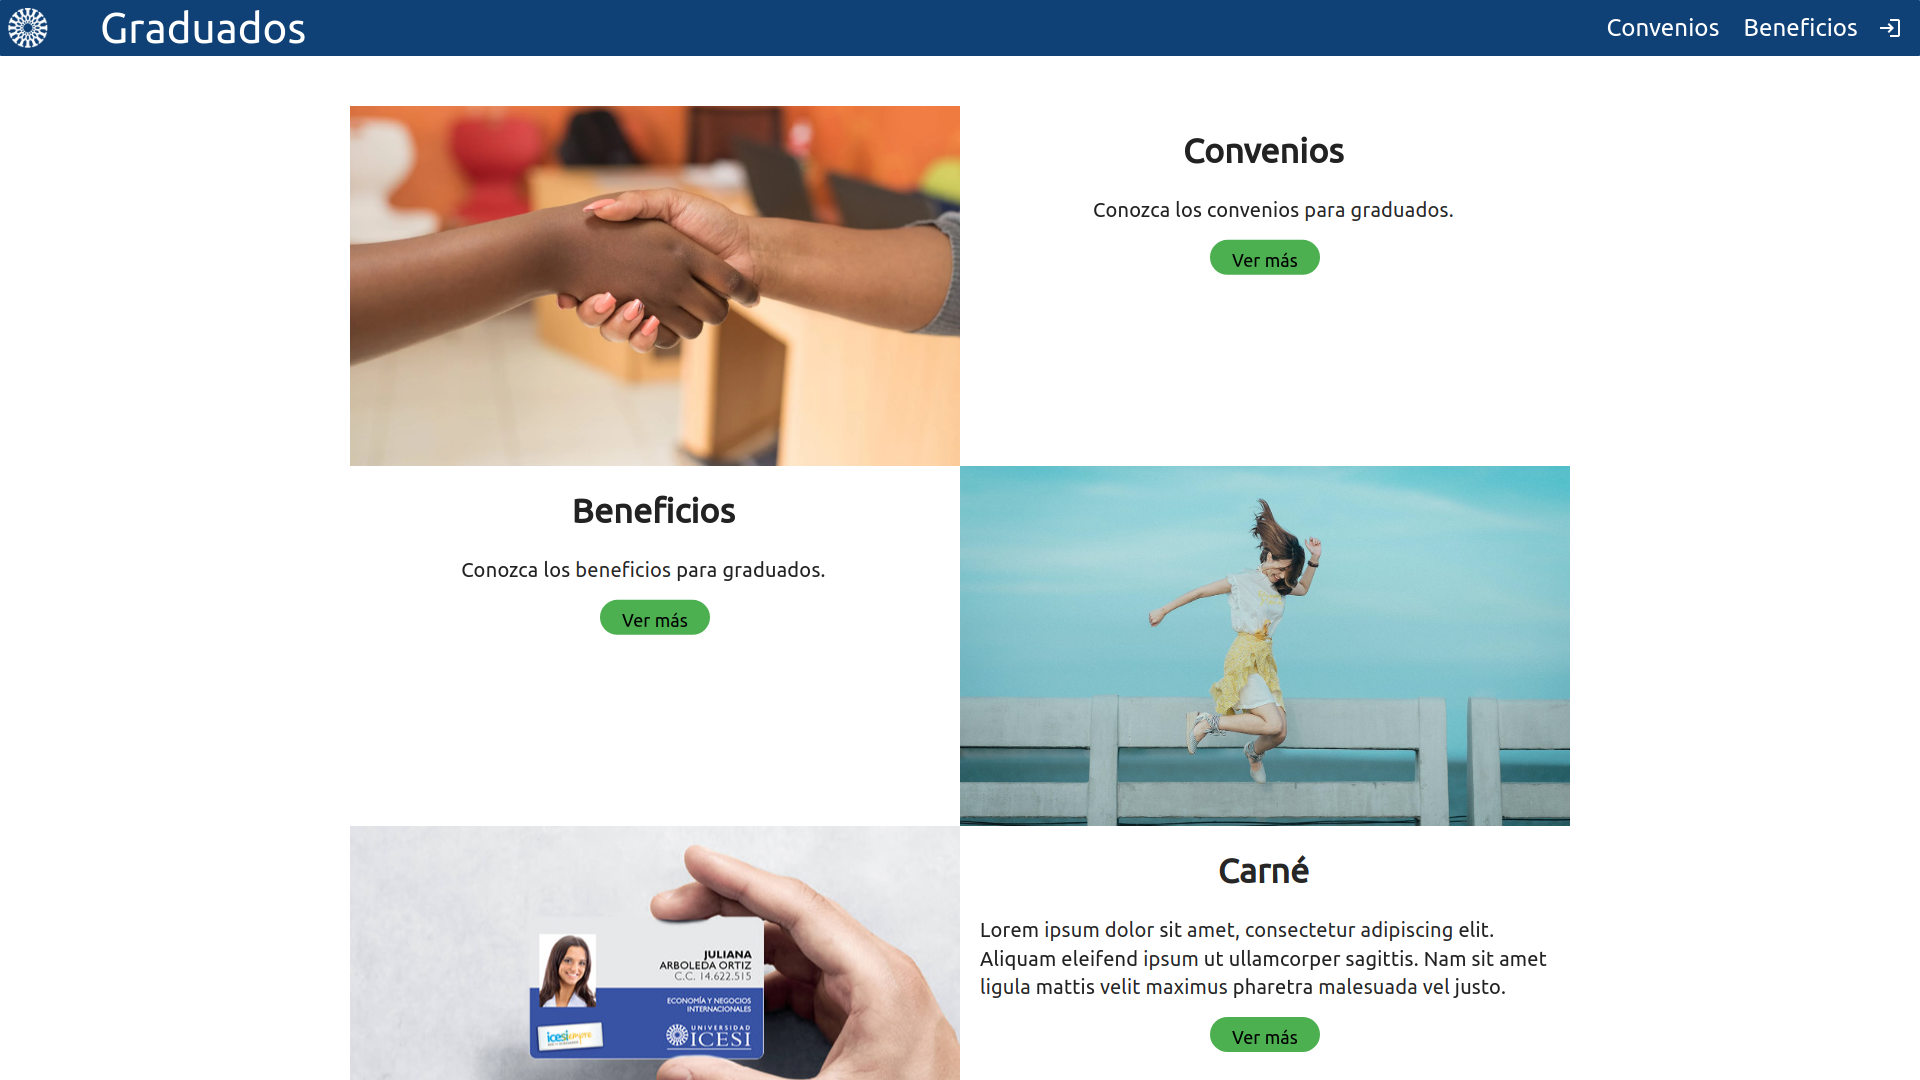 Graduados
Convenios
Beneficios
Convenios
Conozca los convenios para graduados.
Ver más
Beneficios
Conozca los beneficios para graduados.
Ver más
JULIANA
ARBOLEDA ORTIZ
C.C. 14.622.515
ECONOMÍA Y NEGOCIOS
INTERNACIONALES
icesiempre
UNIVERSIDAD
ICESI
Carné
Lorem ipsum dolor sit amet, consectetur adipiscing elit.
Aliquam eleifend ipsum ut ullamcorper sagittis. Nam sit amet
ligula mattis velit maximus pharetra malesuada vel justo.
Ver más